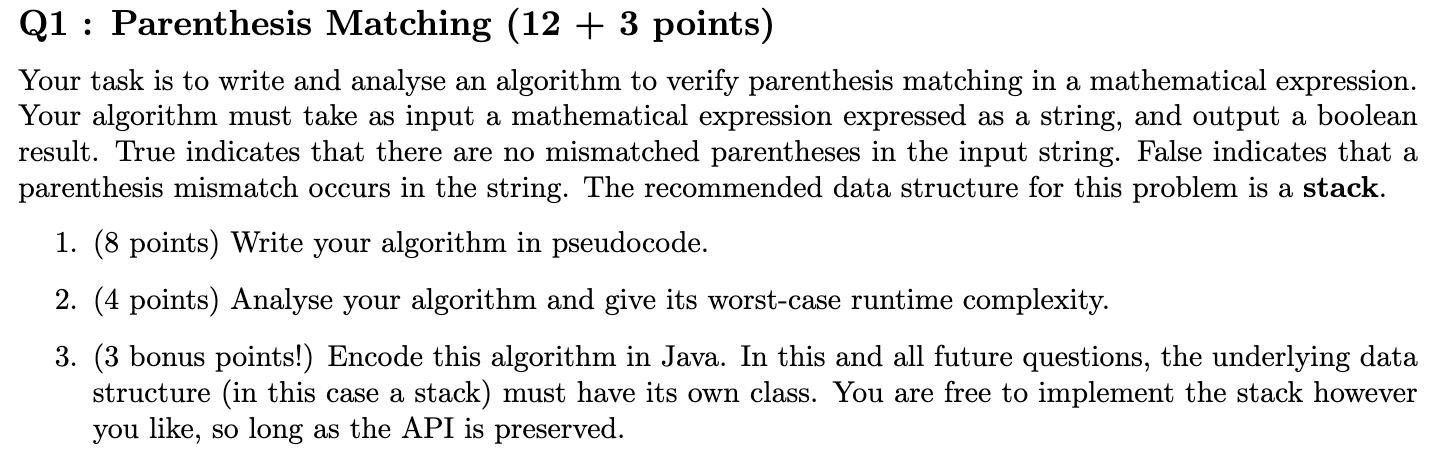 Q1 : Parenthesis Matching (12 + 3 points)
Your task is to write and analyse an algorithm to verify parenthesis matching in a mathematical expression.
Your algorithm must take as input a mathematical expression expressed as a string, and output a boolean
result. True indicates that there are no mismatched parentheses in the input string. False indicates that a
parenthesis mismatch occurs in the string. The recommended data structure for this problem is a stack.
1. (8 points) Write your algorithm in pseudocode.
2. (4 points) Analyse your algorithm and give its worst-case runtime complexity.
3. (3 bonus points!) Encode this algorithm in Java. In this and all future questions, the underlying data
structure (in this case a stack) must have its own class. You are free to implement the stack however
you like, so long as the API is preserved.